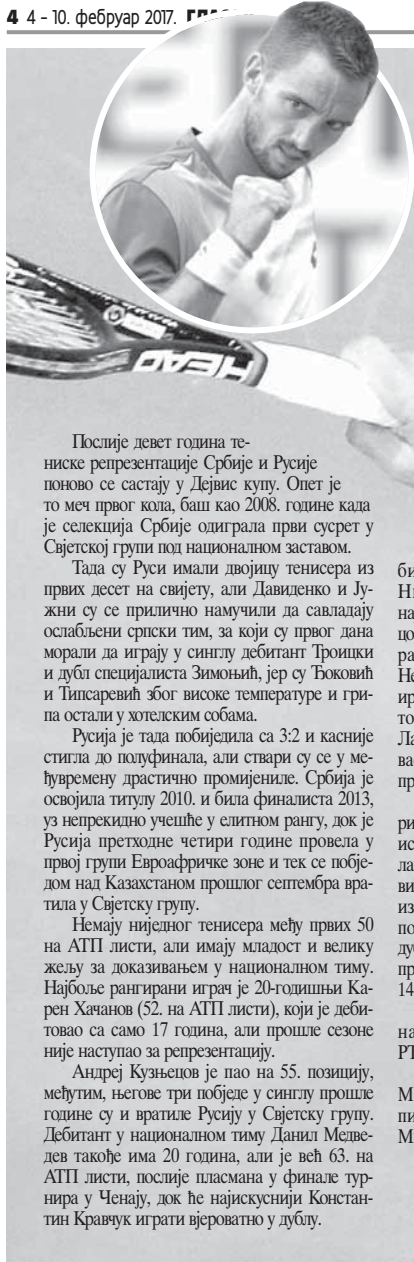 4 4 - 10. фебруар 2017.
HEAD
Послије девет година те-
ниске репрезентације Србије и Русије
поново се састају у Дејвис купу. Опет је
то меч првог кола, баш као 2008. године када
је селекција Србије одиграла први сусрет у
Свјетској групи под националном заставом.
Тада су Руси имали двојицу тенисера из
првих десет на свијету, али Давиденко и Ју-
жни су се прилично намучили да савладају
ослабљени српски тим, за који су првог дана
морали да играју у синглу дебитант Троицки
и дубл специјалиста Зимоњић, јер су Ђоковић
и Типсаревић због високе температуре и гри-
па остали у хотелским собама.
Русија је тада побиједила са 3:2 и касније
стигла до полуфинала, али ствари су се у ме-
ђувремену драстично промијениле. Србија је
освојила титулу 2010. и била финалиста 2013,
уз непрекидно учешће у елитном рангу, док је
Русија претходне четири године провела у
првој групи Евроафричке зоне и тек се побје-
дом над Казахстаном прошлог септембра вра-
тила у Свјетску групу.
Немају ниједног тенисера међу првих 50
на АТП листи, али имају младост и велику
жељу за доказивањем у националном тиму.
Најбоље рангирани играч је 20-годишњи Ка-
рен Хачанов (52. на АТП листи), који је деби-
товао са само 17 година, али прошле сезоне
није наступао за репрезентацију.
Андреј Кузњецов је пао на 55. позицију,
међутим, његове три побједе у синглу прошле
године су и вратиле Русију у Свјетску групу.
Дебитант у националном тиму Данил Медве-
дев такође има 20 година, али је већ 63. на
АТП листи, послије пласмана у финале тур-
нира у Ченају, док ће најискуснији Констан-
тин Кравчук играти вјероватно у дублу.